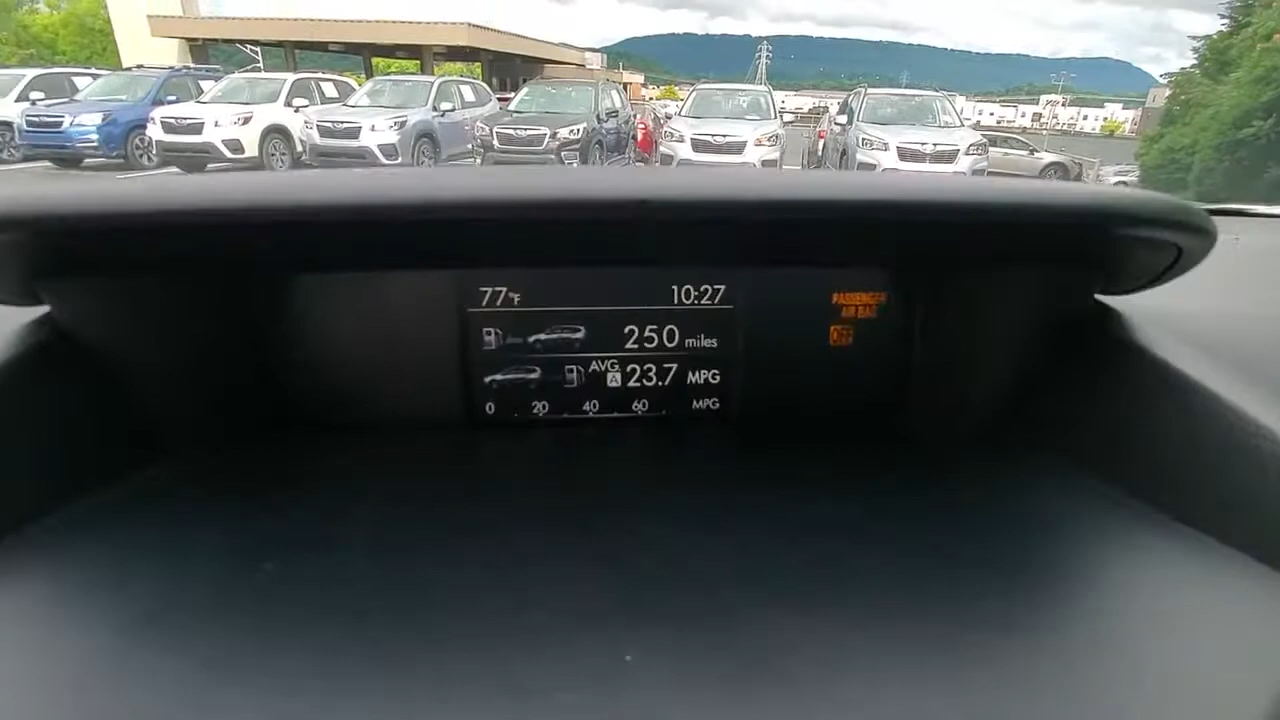 77°F 10:27
250 miles
AVG
A 23.7 MPG
0 20 40 60 MPG
PASSENGER
AIR BAG
OFF